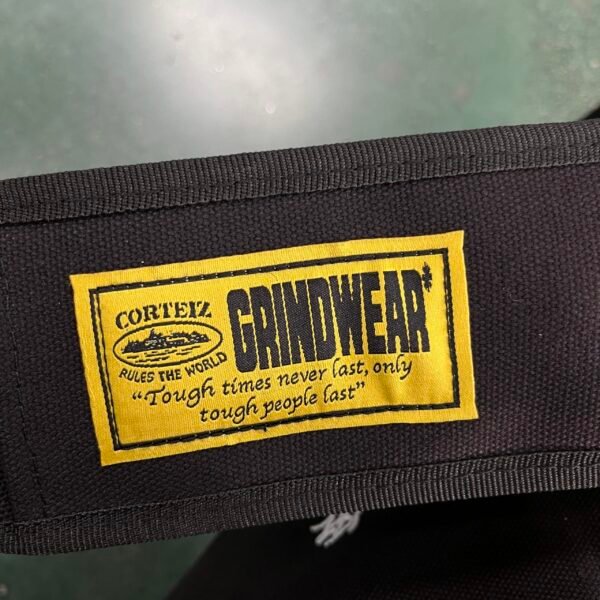 CORTEIZ
RULES THE WORLD
GRINDWEAR*
"Tough times never last, only
tough people last"